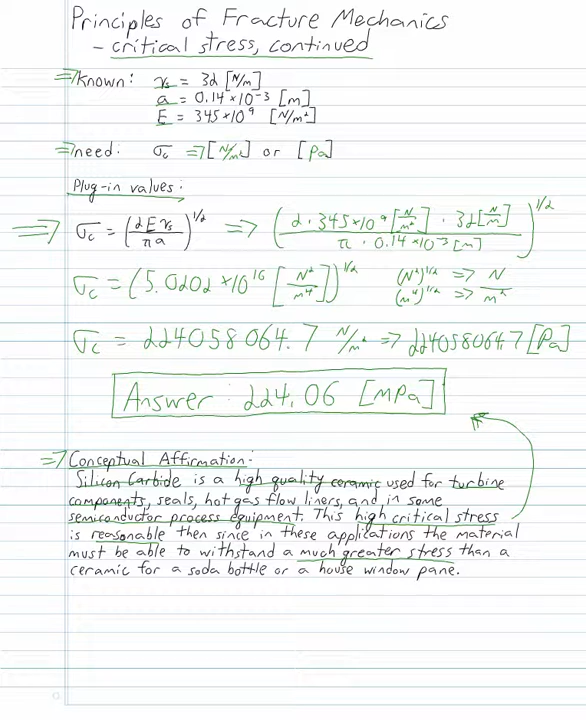 Principles of Fracture Mechanics
- critical stress, continued
=> known: γs = 32 [N/m]
a = 0.14*10^-3 [m]
E = 345*10^9 [N/m²]
=> need: σc => [N/m²] or [Pa]
Plug-in values:
=> σc = (2Eγs/πa)^1/2 => (2·345*10^9[N/m²]·32[N/m] / π·0.14*10^-3[m])^1/2
σc = (5.0202*10^16 [N²/m⁴])^1/2 (N²)^1/2 => N
(m⁴)^1/2 => m²
σc = 224058064.7 N/m² => 224058064.7 [Pa]
Answer: 224.06 [MPa]
=> Conceptual Affirmation:
Silicon Carbide is a high quality ceramic used for turbine
components, seals, hot gas flow liners, and in some
semiconductor process equipment. This high critical stress
is reasonable then since in these applications the material
must be able to withstand a much greater stress than a
ceramic for a soda bottle or a house window pane.